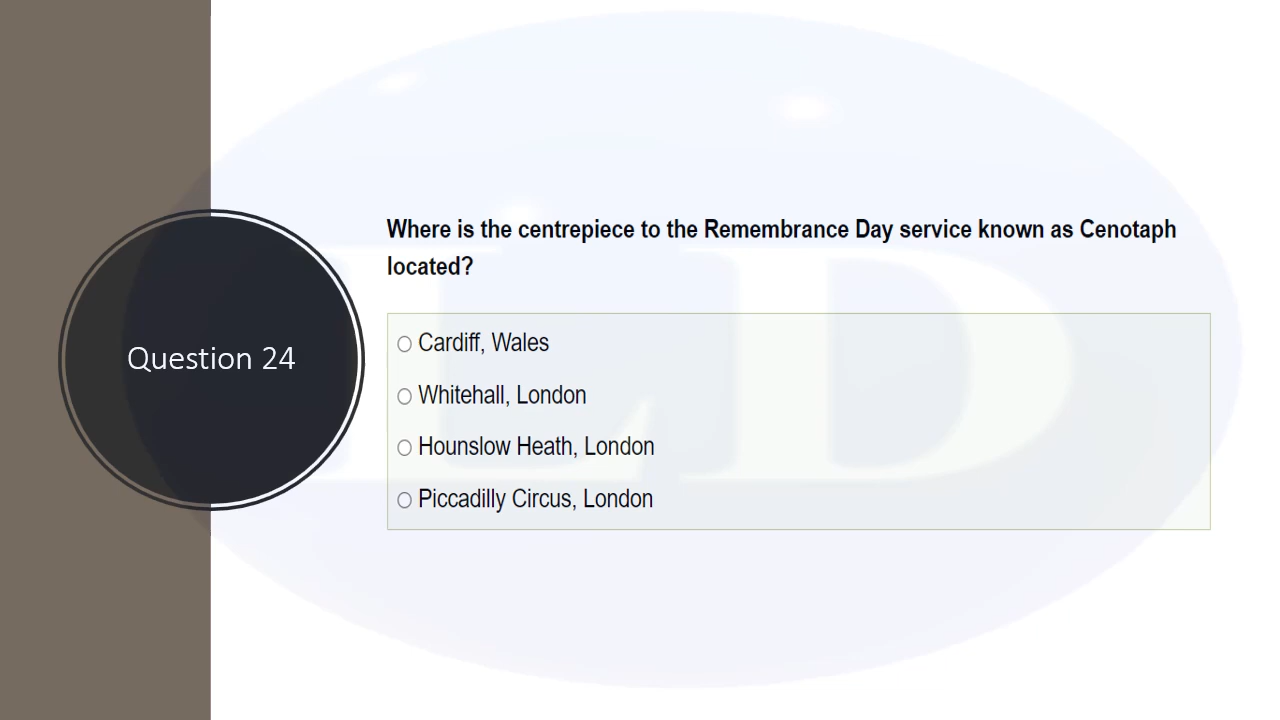 Question 24
Where is the centrepiece to the Remembrance Day service known as Cenotaph
located?
Cardiff, Wales
Whitehall, London
Hounslow Heath, London
Piccadilly Circus, London
LD